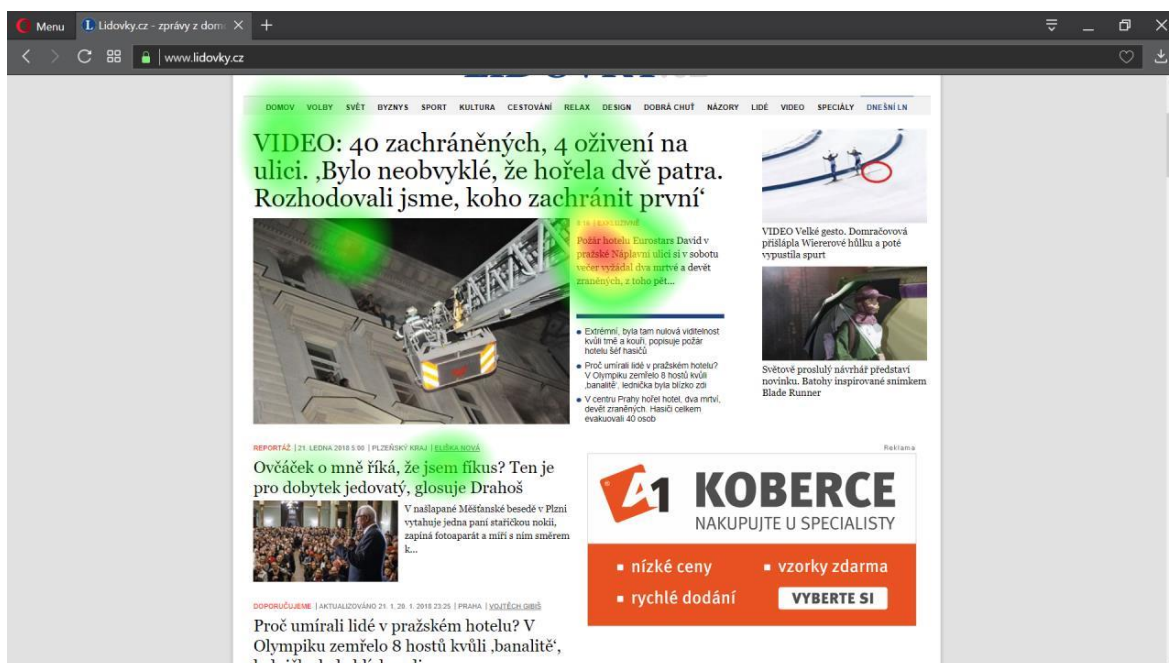 Menu
Lidovky.cz - zprávy z dom
www.lidovky.cz
DOMOV VOLBY SVĚT BYZNYS SPORT KULTURA CESTOVÁNÍ RELAX DESIGN DOBRÁ CHUŤ NÁZORY LIDÉ VIDEO SPECIÁLY DNEŠNÍ LN
VIDEO: 40 zachráněných, 4 oživení na
ulici. ‚Bylo neobvyklé, že hořela dvě patra.
Rozhodovali jsme, koho zachránit první‘
EXKLUZIVNĚ
Požár hotelu Eurostars David v
pražské Náplavní ulici si v sobotu
večer vyžádal dva mrtvé a devět
zraněných, z toho pět...
Extrémní, byla tam nulová viditelnost
kvůli tmě a kouři, popisuje požár
hotelu šéf hasičů
Proč umírali lidé v pražském hotelu?
V Olympiku zemřelo 8 hostů kvůli
‚banalitě‘, lednička byla blízko zdi
V centru Prahy hořel hotel, dva mrtví,
devět zraněných. Hasiči celkem
evakuovali 40 osob
VIDEO Velké gesto. Domračovová
přišlápla Wiererové hůlku a poté
vypustila spurt
Světově proslulý návrhář představí
novinku. Batohy inspirované snímkem
Blade Runner
REPORTÁŽ | 21. LEDNA 2018 5:00 | PLZEŇSKÝ KRAJ | ELIŠKA NOVÁ
Ovčáček o mně říká, že jsem fíkus? Ten je
pro dobytek jedovatý, glosuje Drahoš
V našlapané Měšťanské besedě v Plzni
vytahuje jedna paní stařičkou nokii,
zapíná fotoaparát a míří s ním směrem
k...
Reklama
A1 KOBERCE
NAKUPUJTE U SPECIALISTY
nízké ceny
vzorky zdarma
rychlé dodání
VYBERTE SI
DOPORUČUJEME | AKTUALIZOVÁNO 21. 1., 20. 1. 2018 23:25 | PRAHA | VOJTĚCH GIBIŠ
Proč umírali lidé v pražském hotelu? V
Olympiku zemřelo 8 hostů kvůli ‚banalitě‘,